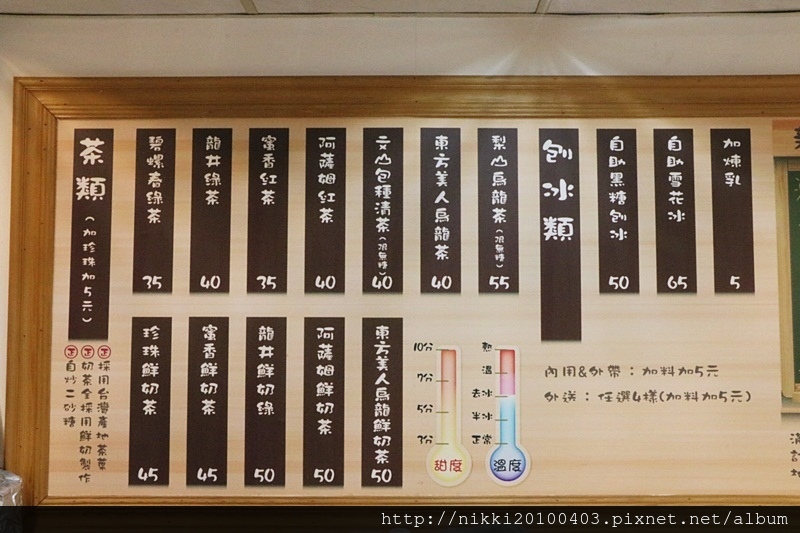 茶類
(加珍珠加5元)
碧螺春綠茶 35
龍井綠茶 40
蜜香紅茶 35
阿薩姆紅茶 40
文山包種清茶(限無糖) 40
東方美人烏龍茶 40
梨山烏龍茶(限無糖) 55
刨冰類
自助黑糖刨冰 50
自助雪花冰 65
加煉乳 5
珍珠鮮奶茶 45
蜜香鮮奶茶 45
龍井鮮奶綠 50
阿薩姆鮮奶茶 50
東方美人烏龍鮮奶茶 50
正採用台灣產地茶葉
正奶茶全採用鮮奶製作
正自炒二砂糖
10分
7分
5分
3分
甜度
熱
溫
去冰
半冰
正常
溫度
內用&外帶：加料加5元
外送：任選4樣(加料加5元)
http://nikki20100403.pixnet.net/album